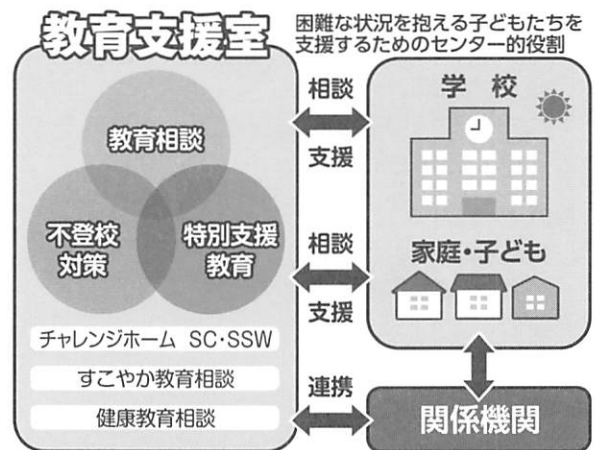 教育支援室
困難な状況を抱える子どもたちを
支援するためのセンター的役割
教育相談
不登校
対策
特別支援
教育
チャレンジホーム SC・SSW
すこやか教育相談
健康教育相談
相談
支援
相談
支援
連携
学校
家庭・子ども
関係機関